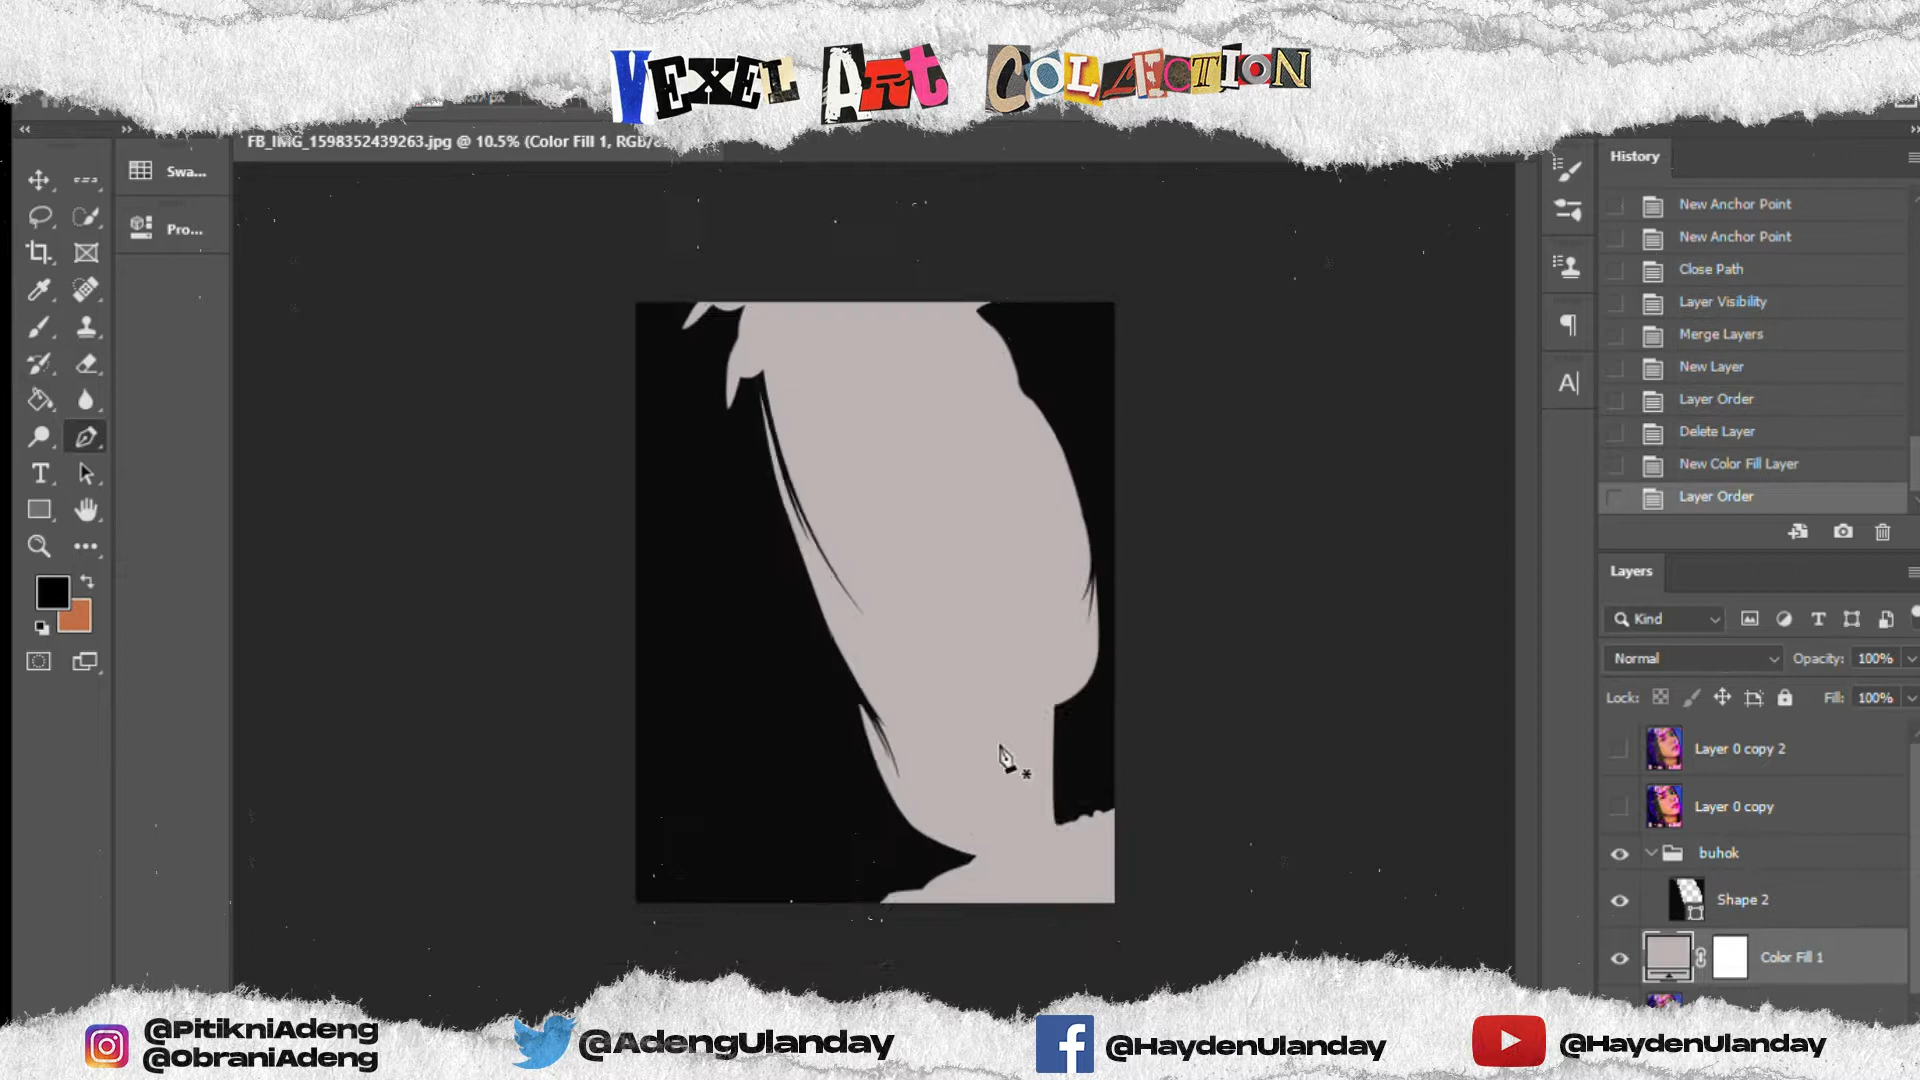 VExEL Art COLLECTION
FB_IMG_1598352439263.jpg @ 10.5% (Color Fill 1, RGB/8
Swa...
Pro...
History
New Anchor Point
New Anchor Point
Close Path
Layer Visibility
Merge Layers
New Layer
Layer Order
Delete Layer
New Color Fill Layer
Layer Order
Layers
Kind
Normal
Opacity: 100%
Lock:
Fill: 100%
Layer 0 copy 2
Layer 0 copy
buhok
Shape 2
Color Fill 1
@PitikniAdeng
@ObraniAdeng
@AdengUlanday
@HaydenUlanday
@HaydenUlanday